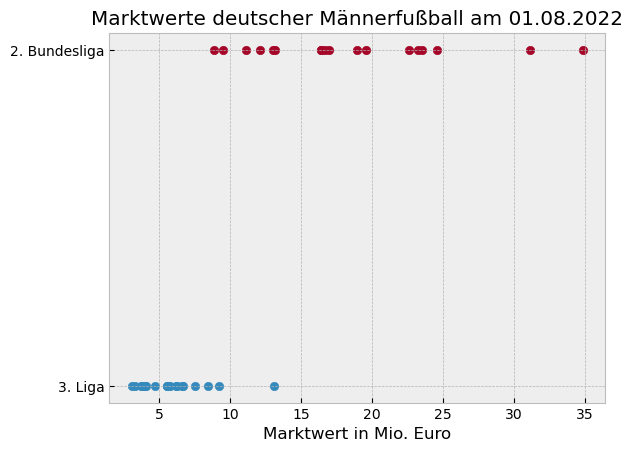 Marktwerte deutscher Männerfußball am 01.08.2022
2. Bundesliga
3. Liga
5 10 15 20 25 30 35
Marktwert in Mio. Euro